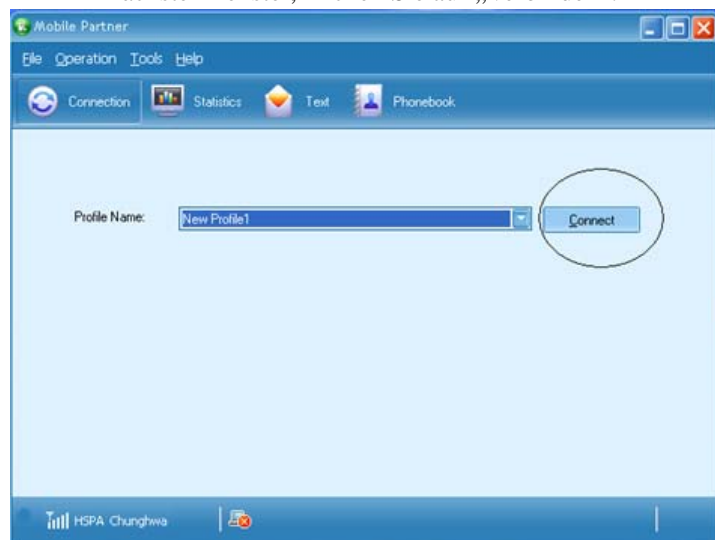 Mobile Partner
File Operation Tools Help
Connection Statistics Text Phonebook
Profile Name: New Profile1 Connect
HSPA Chunghwa